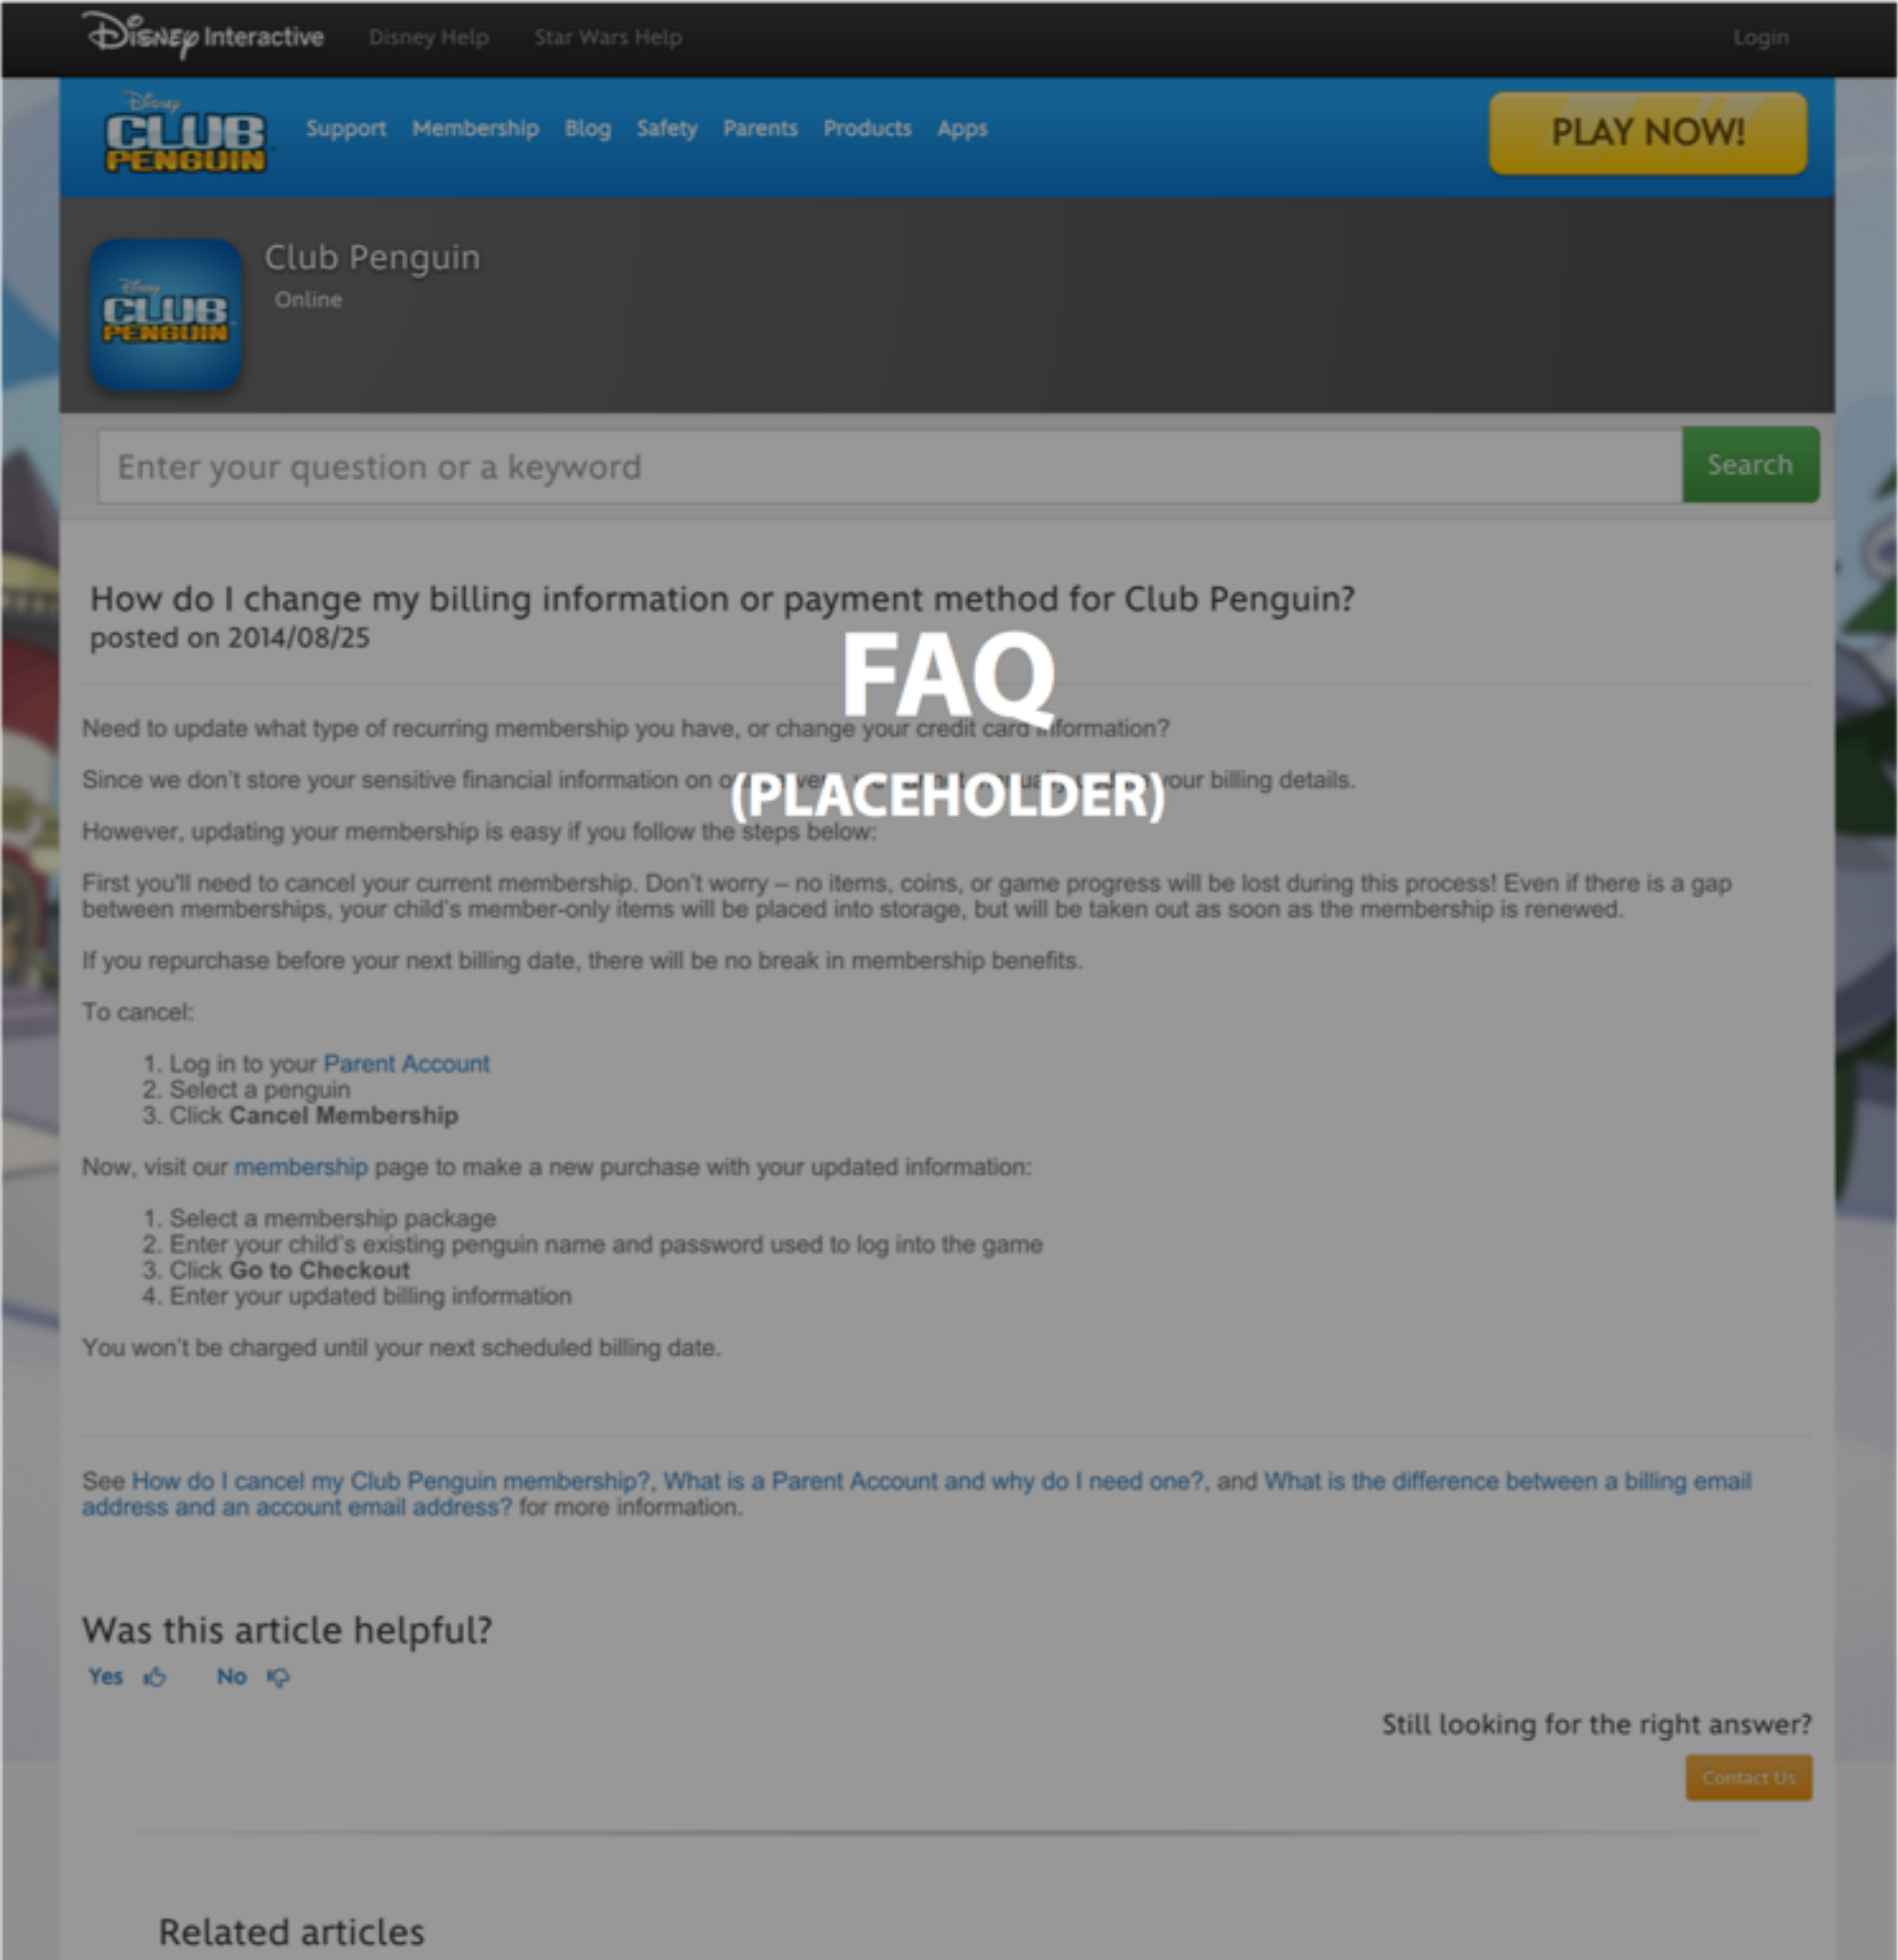 Disney Interactive Disney Help Star Wars Help Login
Disney
CLUB
PENGUIN
Support Membership Blog Safety Parents Products Apps
PLAY NOW!
Club Penguin
Online
Disney
CLUB
PENGUIN
Enter your question or a keyword
Search
How do I change my billing information or payment method for Club Penguin?
posted on 2014/08/25
FAQ
(PLACEHOLDER)
Need to update what type of recurring membership you have, or change your credit card information?
Since we don't store your sensitive financial information on your billing details.
However, updating your membership is easy if you follow the steps below:
First you'll need to cancel your current membership. Don't worry – no items, coins, or game progress will be lost during this process! Even if there is a gap
between memberships, your child's member-only items will be placed into storage, but will be taken out as soon as the membership is renewed.
If you repurchase before your next billing date, there will be no break in membership benefits.
To cancel:
1. Log in to your Parent Account
2. Select a penguin
3. Click Cancel Membership
Now, visit our membership page to make a new purchase with your updated information:
1. Select a membership package
2. Enter your child's existing penguin name and password used to log into the game
3. Click Go to Checkout
4. Enter your updated billing information
You won't be charged until your next scheduled billing date.
See How do I cancel my Club Penguin membership?, What is a Parent Account and why do I need one?, and What is the difference between a billing email
address and an account email address? for more information.
Was this article helpful?
Yes No
Still looking for the right answer?
Contact Us
Related articles